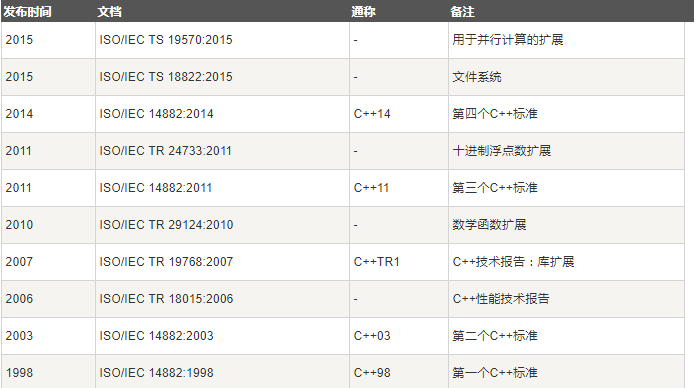 发布时间 文档 通称 备注
2015 ISO/IEC TS 19570:2015 - 用于并行计算的扩展
2015 ISO/IEC TS 18822:2015 - 文件系统
2014 ISO/IEC 14882:2014 C++14 第四个C++标准
2011 ISO/IEC TR 24733:2011 - 十进制浮点数扩展
2011 ISO/IEC 14882:2011 C++11 第三个C++标准
2010 ISO/IEC TR 29124:2010 - 数学函数扩展
2007 ISO/IEC TR 19768:2007 C++TR1 C++技术报告：库扩展
2006 ISO/IEC TR 18015:2006 - C++性能技术报告
2003 ISO/IEC 14882:2003 C++03 第二个C++标准
1998 ISO/IEC 14882:1998 C++98 第一个C++标准